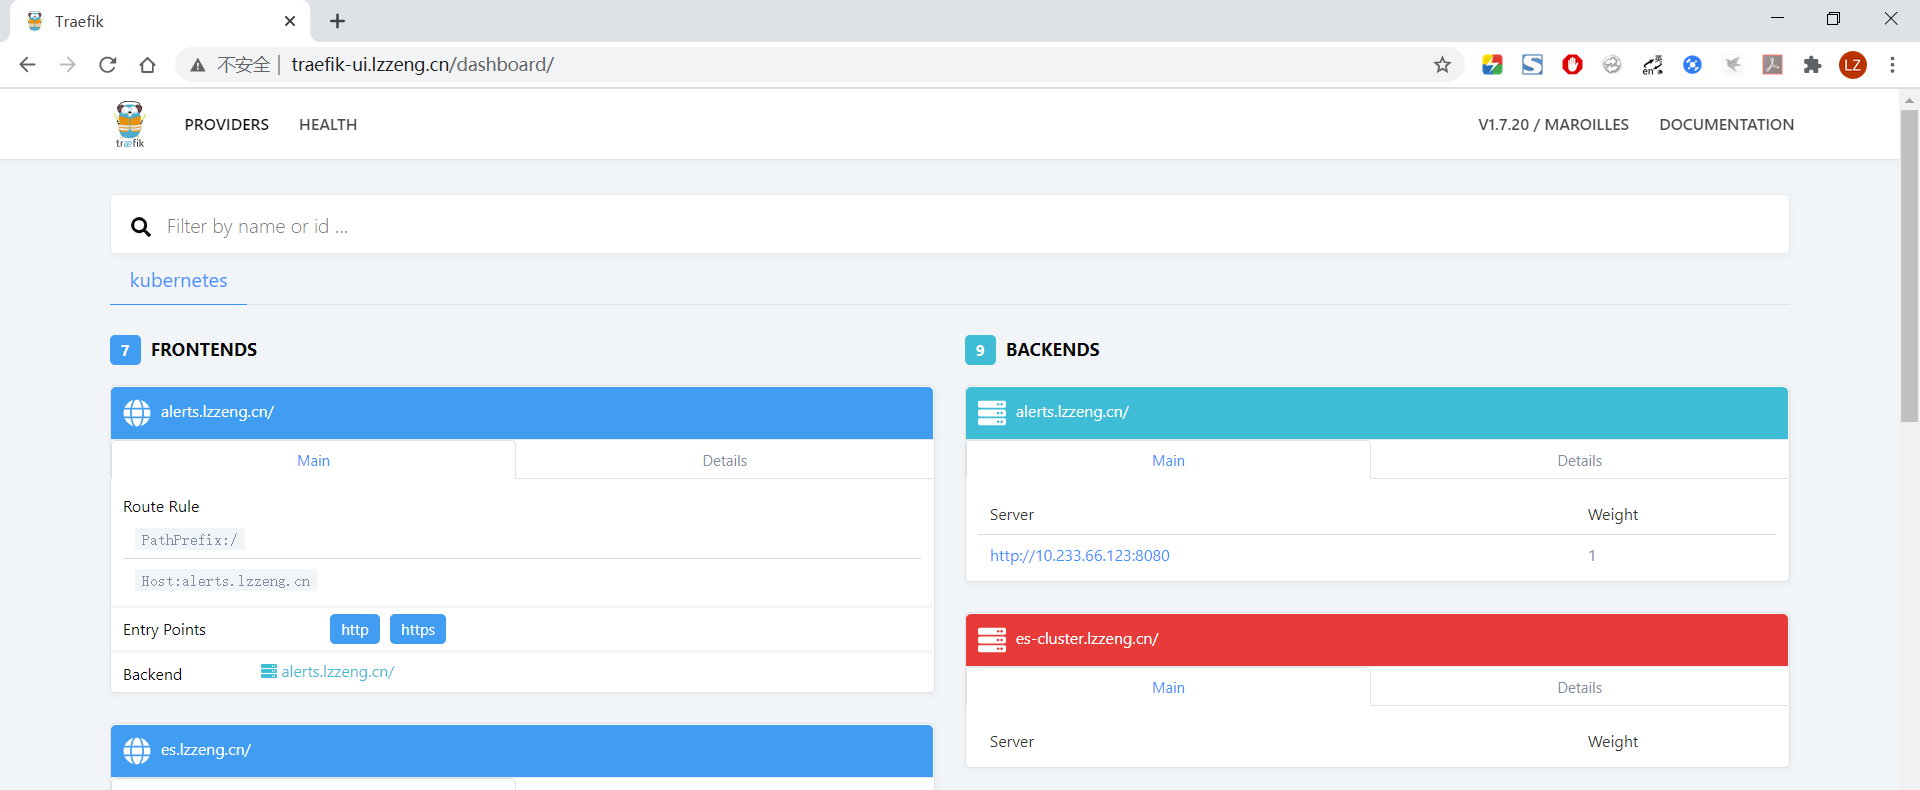 Traefik
不安全 | traefik-ui.lzzeng.cn/dashboard/
英
en
LZ
træfik
PROVIDERS HEALTH V1.7.20 / MAROILLES DOCUMENTATION
Filter by name or id ...
kubernetes
7 FRONTENDS
alerts.lzzeng.cn/
Main Details
Route Rule
PathPrefix:/
Host:alerts.lzzeng.cn
Entry Points http https
Backend alerts.lzzeng.cn/
es.lzzeng.cn/
9 BACKENDS
alerts.lzzeng.cn/
Main Details
Server Weight
http://10.233.66.123:8080 1
es-cluster.lzzeng.cn/
Main Details
Server Weight